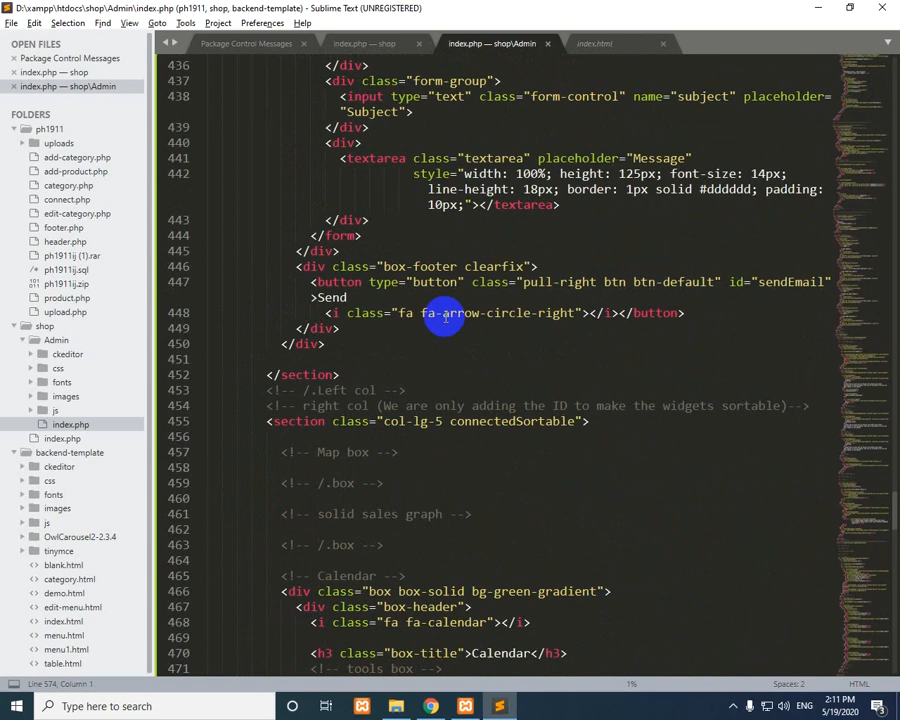 D:\xampp\htdocs\shop\Admin\index.php (ph1911, shop, backend-template) - Sublime Text (UNREGISTERED)
File Edit Selection Find View Goto Tools Project Preferences Help
OPEN FILES
Package Control Messages
index.php — shop
index.php — shop\Admin
FOLDERS
ph1911
uploads
add-category.php
add-product.php
category.php
connect.php
edit-category.php
footer.php
header.php
ph1911ij (1).rar
ph1911ij.sql
ph1911ij.zip
product.php
upload.php
shop
Admin
ckeditor
css
fonts
images
js
index.php
index.php
backend-template
ckeditor
css
fonts
images
js
OwlCarousel2-2.3.4
tinymce
blank.html
category.html
demo.html
edit-menu.html
index.html
menu.html
menu1.html
table.html
Package Control Messages index.php — shop index.php — shop\Admin index.html
436 </div>
437 <div class="form-group">
438 <input type="text" class="form-control" name="subject" placeholder=
"Subject">
439 </div>
440 <div>
441 <textarea class="textarea" placeholder="Message"
442 style="width: 100%; height: 125px; font-size: 14px;
line-height: 18px; border: 1px solid #dddddd; padding:
10px;"></textarea>
443 </div>
444 </form>
445 </div>
446 <div class="box-footer clearfix">
447 <button type="button" class="pull-right btn btn-default" id="sendEmail"
>Send
448 <i class="fa fa-arrow-circle-right"></i></button>
449 </div>
450 </div>
451
452 </section>
453 <!-- /.Left col -->
454 <!-- right col (We are only adding the ID to make the widgets sortable)-->
455 <section class="col-lg-5 connectedSortable">
456
457 <!-- Map box -->
458
459 <!-- /.box -->
460
461 <!-- solid sales graph -->
462
463 <!-- /.box -->
464
465 <!-- Calendar -->
466 <div class="box box-solid bg-green-gradient">
467 <div class="box-header">
468 <i class="fa fa-calendar"></i>
469
470 <h3 class="box-title">Calendar</h3>
471 <!-- tools box -->
Line 574, Column 1
1%
Spaces: 2
HTML
Type here to search
ENG
2:11 PM
5/19/2020
3